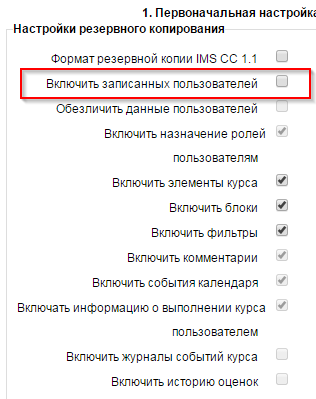 1. Первоначальная настройка
Настройки резервного копирования
Формат резервной копии IMS CC 1.1
Включить записанных пользователей
Обезличить данные пользователей
Включить назначение ролей
пользователям
Включить элементы курса
Включить блоки
Включить фильтры
Включить комментарии
Включить события календаря
Включать информацию о выполнении курса
пользователем
Включить журналы событий курса
Включить историю оценок